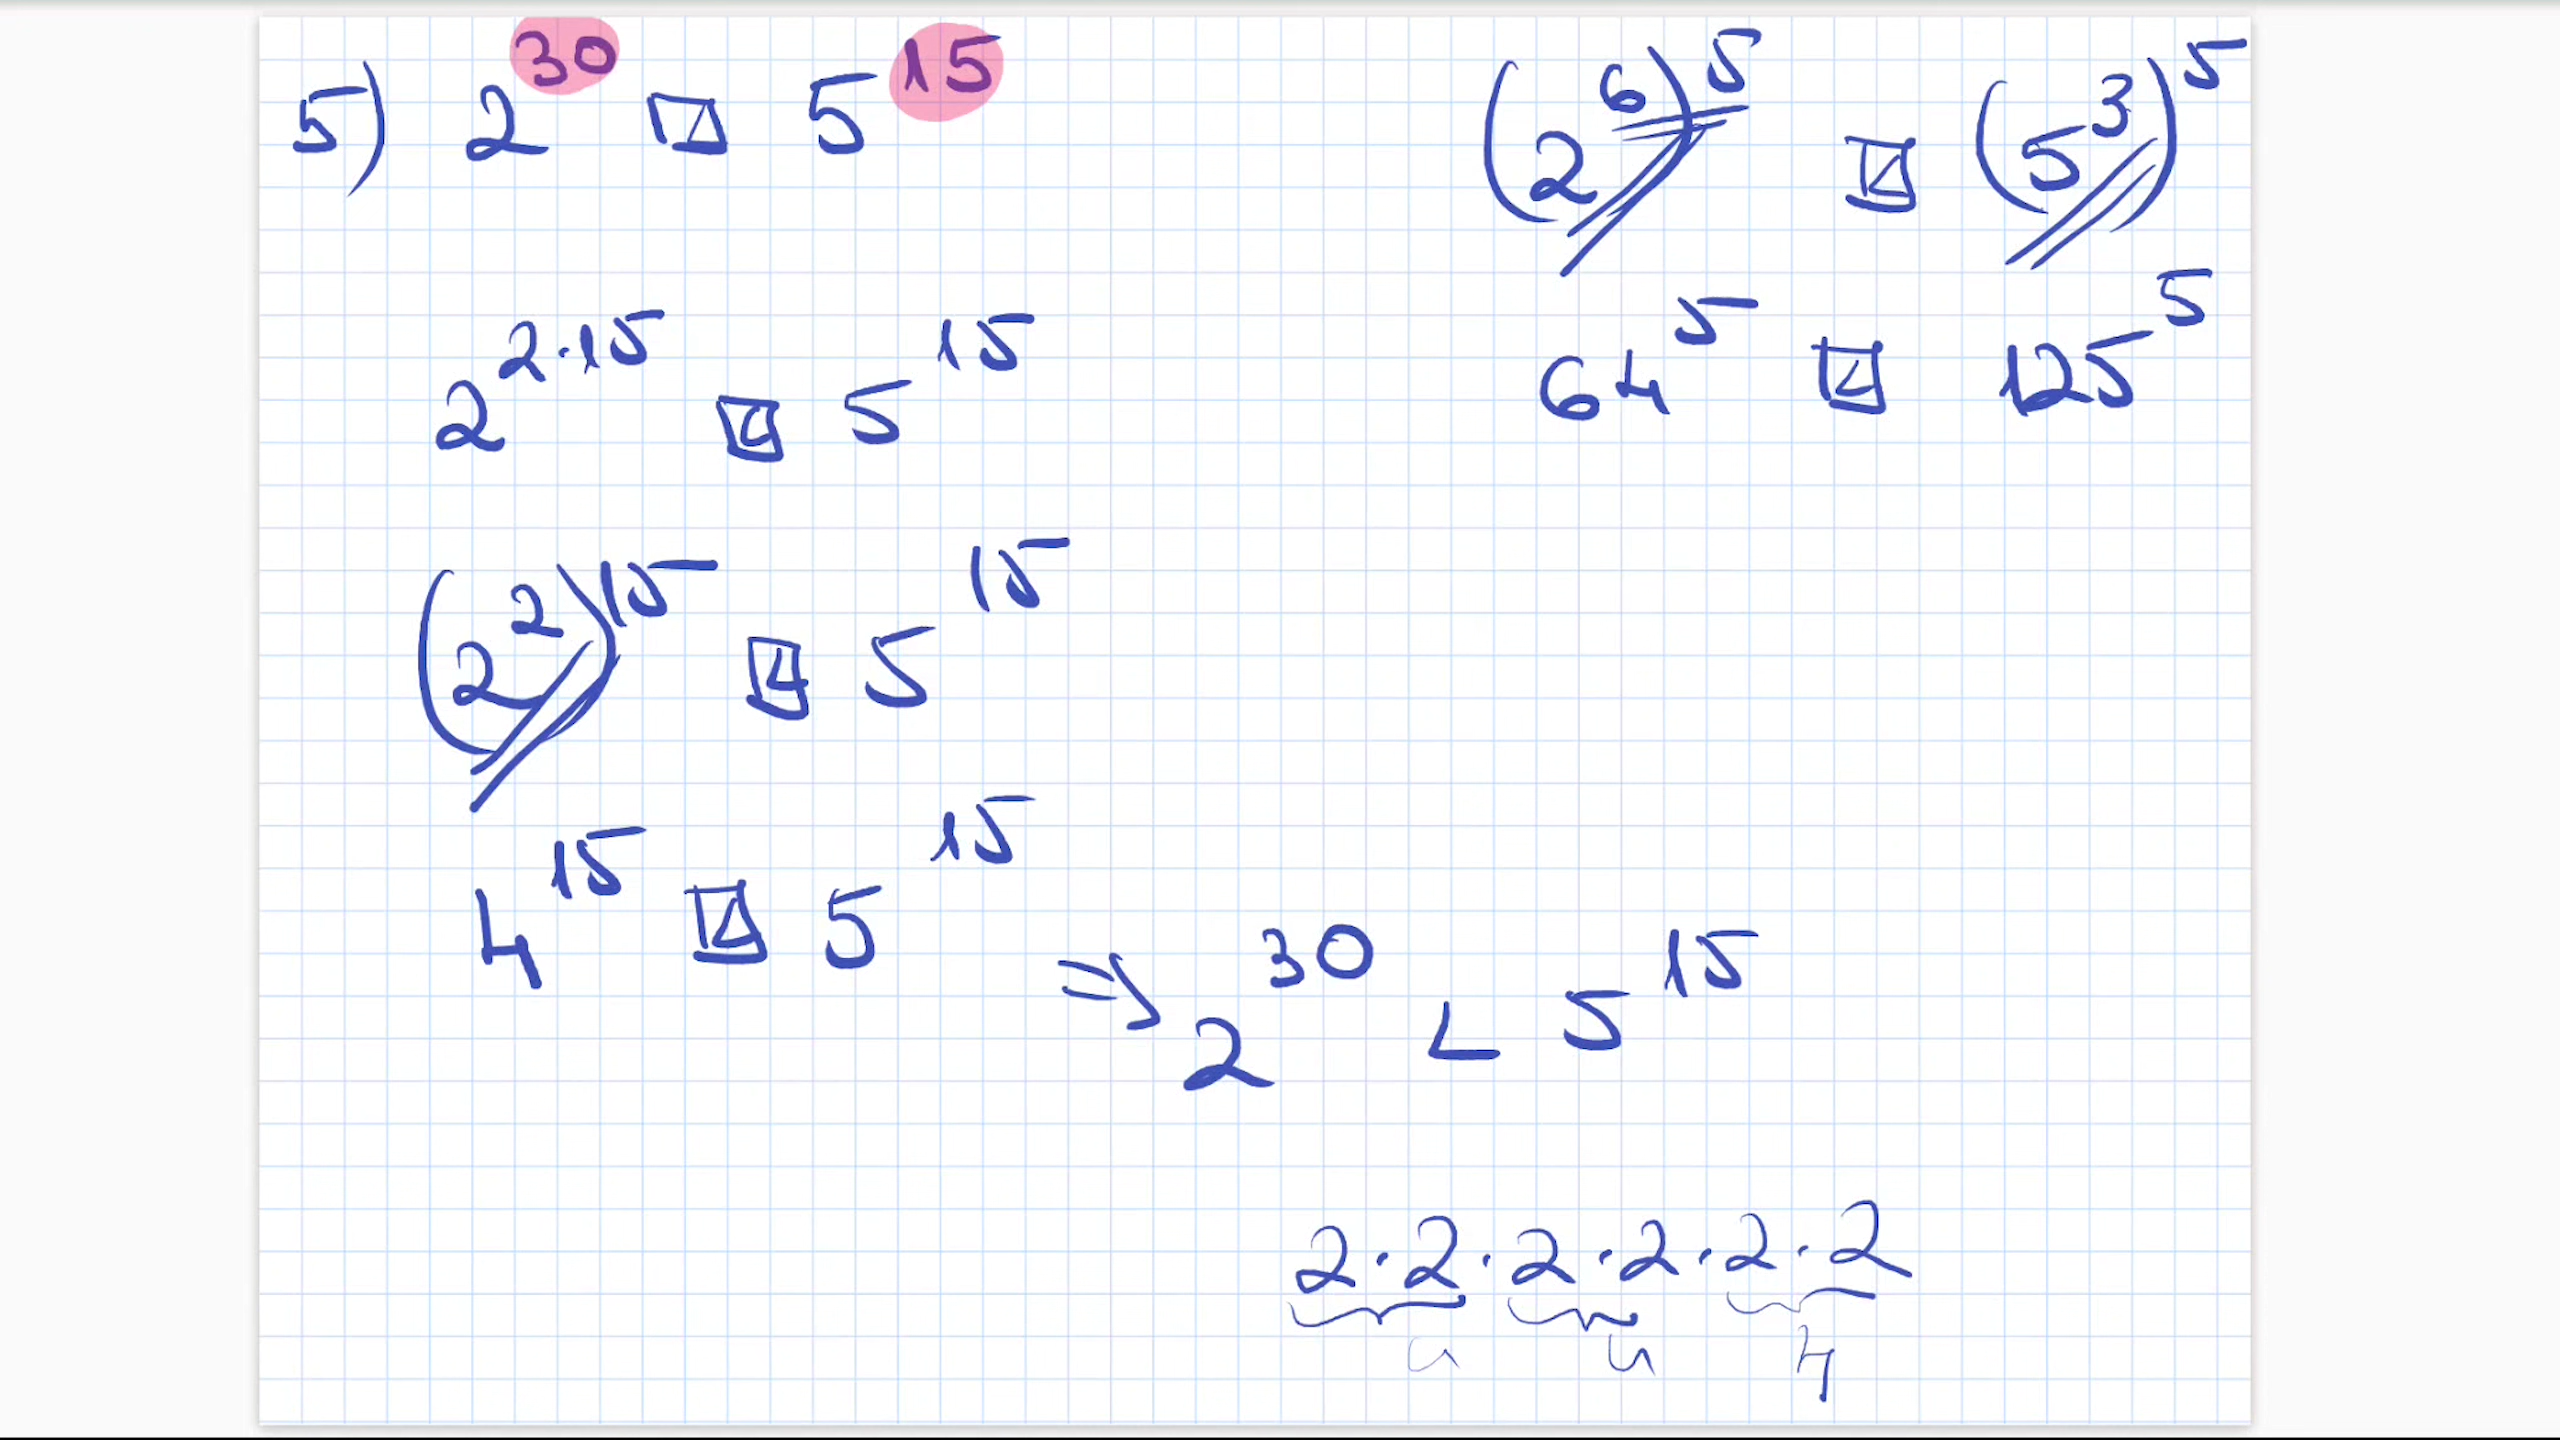 5) 2^30 < 5^15
2^2·15 < 5^15
(2^2)^15 < 5^15
4^15 < 5^15
=> 2^30 < 5^15
(2^6)^5 < (5^3)^5
64^5 < 125^5
2·2·2·2·2·2
4 4 4